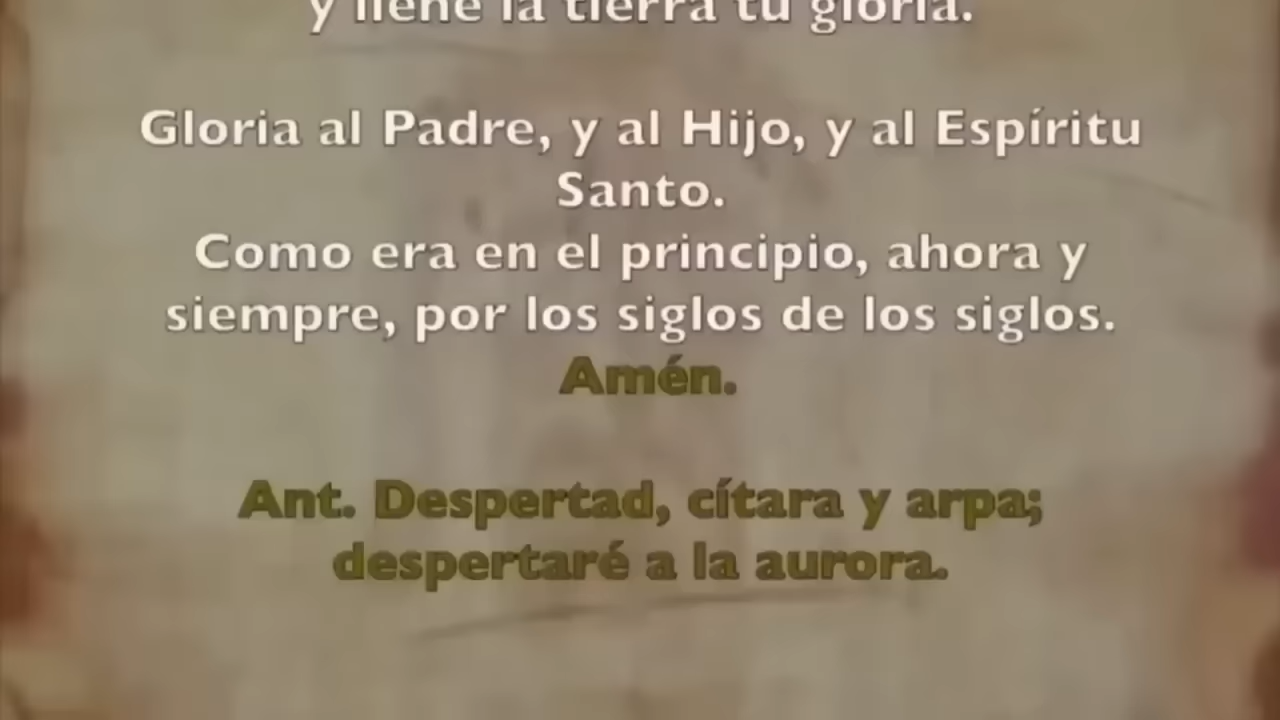 y llene la tierra tu gloria.
Gloria al Padre, y al Hijo, y al Espíritu
Santo.
Como era en el principio, ahora y
siempre, por los siglos de los siglos.
Amén.
Ant. Despertad, cítara y arpa;
despertaré a la aurora.